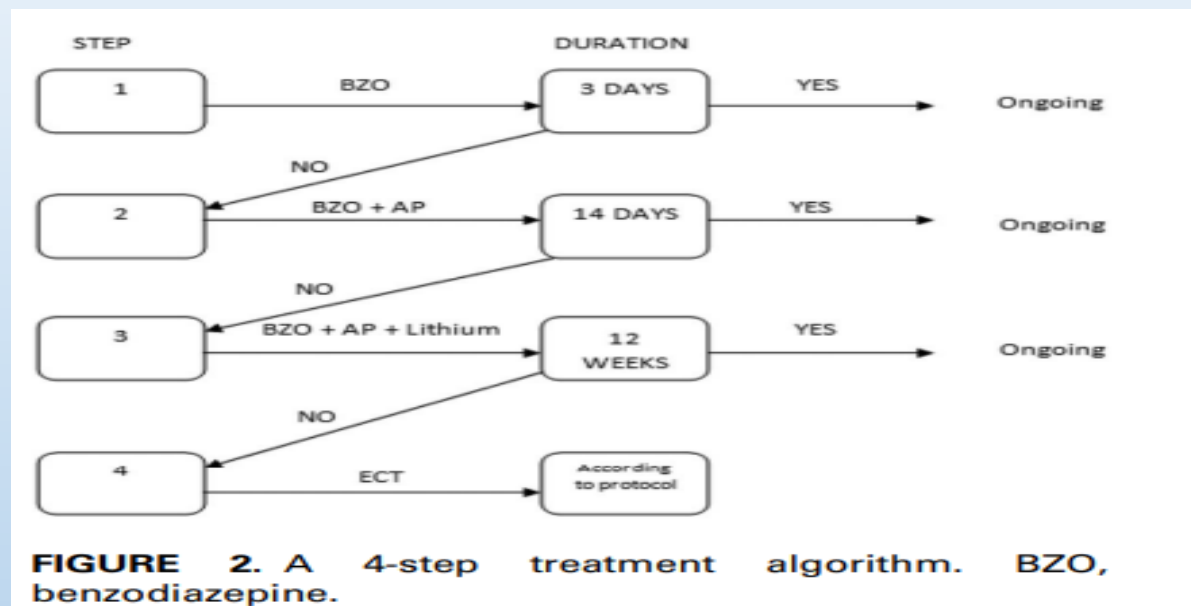 STEP DURATION
1 BZO 3 DAYS YES Ongoing
NO
2 BZO + AP 14 DAYS YES Ongoing
NO
3 BZO + AP + Lithium 12 WEEKS YES Ongoing
NO
4 ECT According to protocol
FIGURE 2. A 4-step treatment algorithm. BZO,
benzodiazepine.